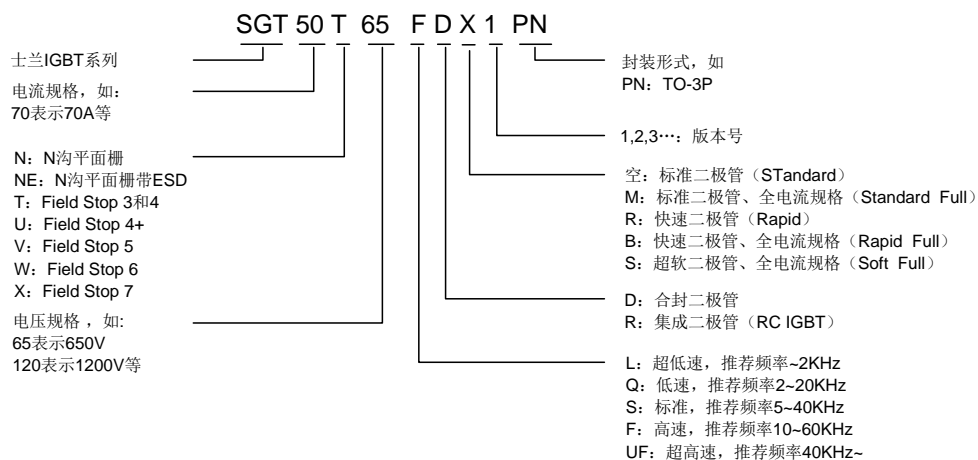 SGT 50 T 65 F D X 1 PN
士兰IGBT系列
电流规格，如：
70表示70A等
N：N沟平面栅
NE：N沟平面栅带ESD
T：Field Stop 3和4
U：Field Stop 4+
V：Field Stop 5
W：Field Stop 6
X：Field Stop 7
电压规格 ，如:
65表示650V
120表示1200V等
封装形式，如
PN：TO-3P
1,2,3···：版本号
空：标准二极管（STandard）
M：标准二极管、全电流规格（Standard Full）
R：快速二极管（Rapid）
B：快速二极管、全电流规格（Rapid Full）
S：超软二极管、全电流规格（Soft Full）
D：合封二极管
R：集成二极管（RC IGBT）
L：超低速，推荐频率~2KHz
Q：低速，推荐频率2~20KHz
S：标准，推荐频率5~40KHz
F：高速，推荐频率10~60KHz
UF：超高速，推荐频率40KHz~